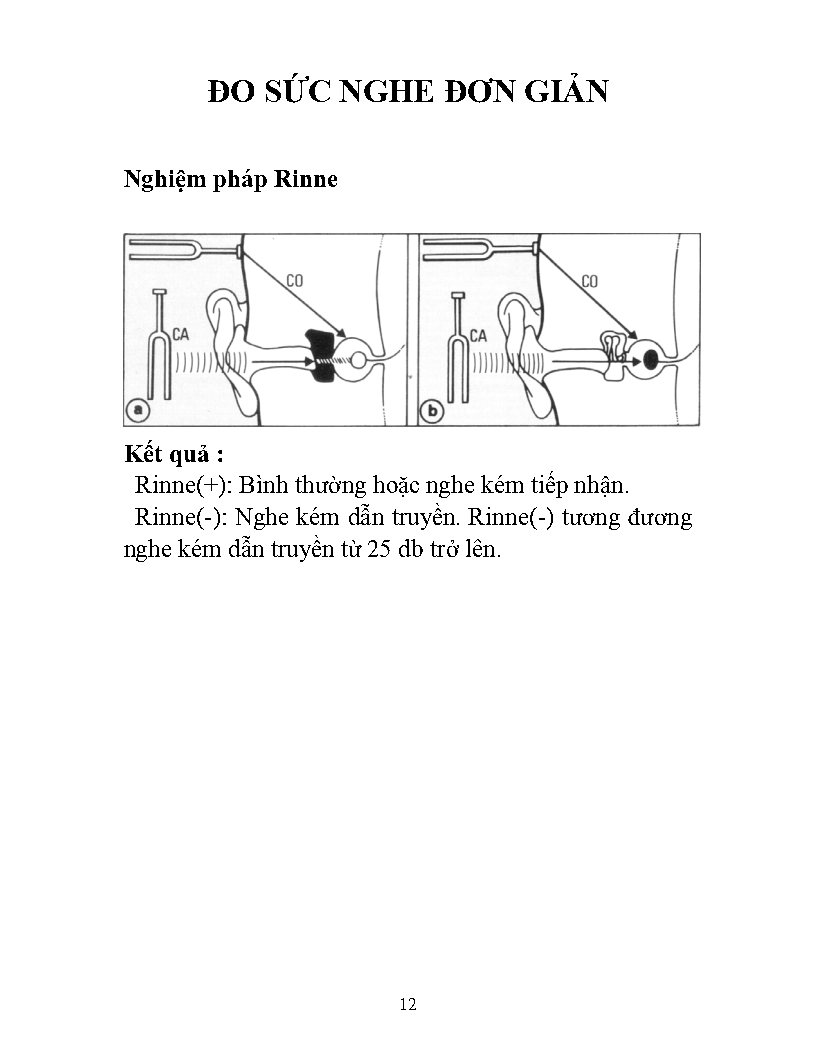 ĐO SỨC NGHE ĐƠN GIẢN
Nghiệm pháp Rinne
CO
CA
a
CO
CA
b
Kết quả :
Rinne(+): Bình thường hoặc nghe kém tiếp nhận.
Rinne(-): Nghe kém dẫn truyền. Rinne(-) tương đương
nghe kém dẫn truyền từ 25 db trở lên.
12